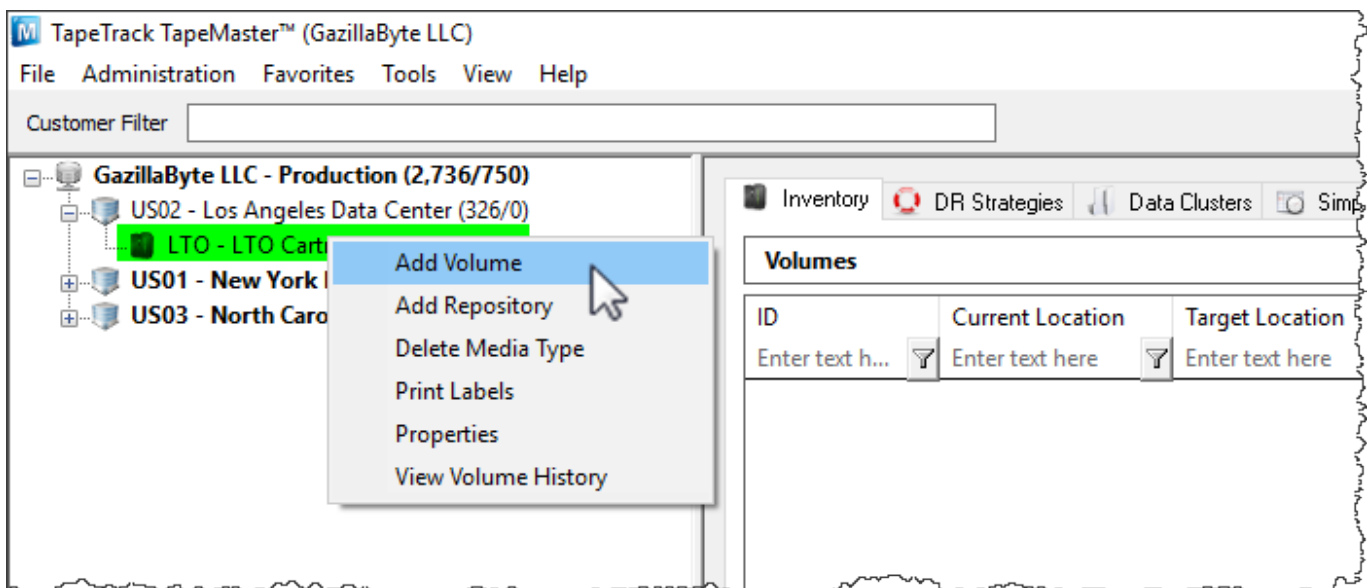 TapeTrack TapeMaster™ (GazillaByte LLC)
File Administration Favorites Tools View Help
Customer Filter
GazillaByte LLC - Production (2,736/750)
US02 - Los Angeles Data Center (326/0)
LTO - LTO
US01 - New York
US03 - North
Add Volume
Add Repository
Delete Media Type
Print Labels
Properties
View Volume History
Inventory DR Strategies Data Clusters
Volumes
ID Current Location Target Location
Enter text h... Enter text here Enter text here